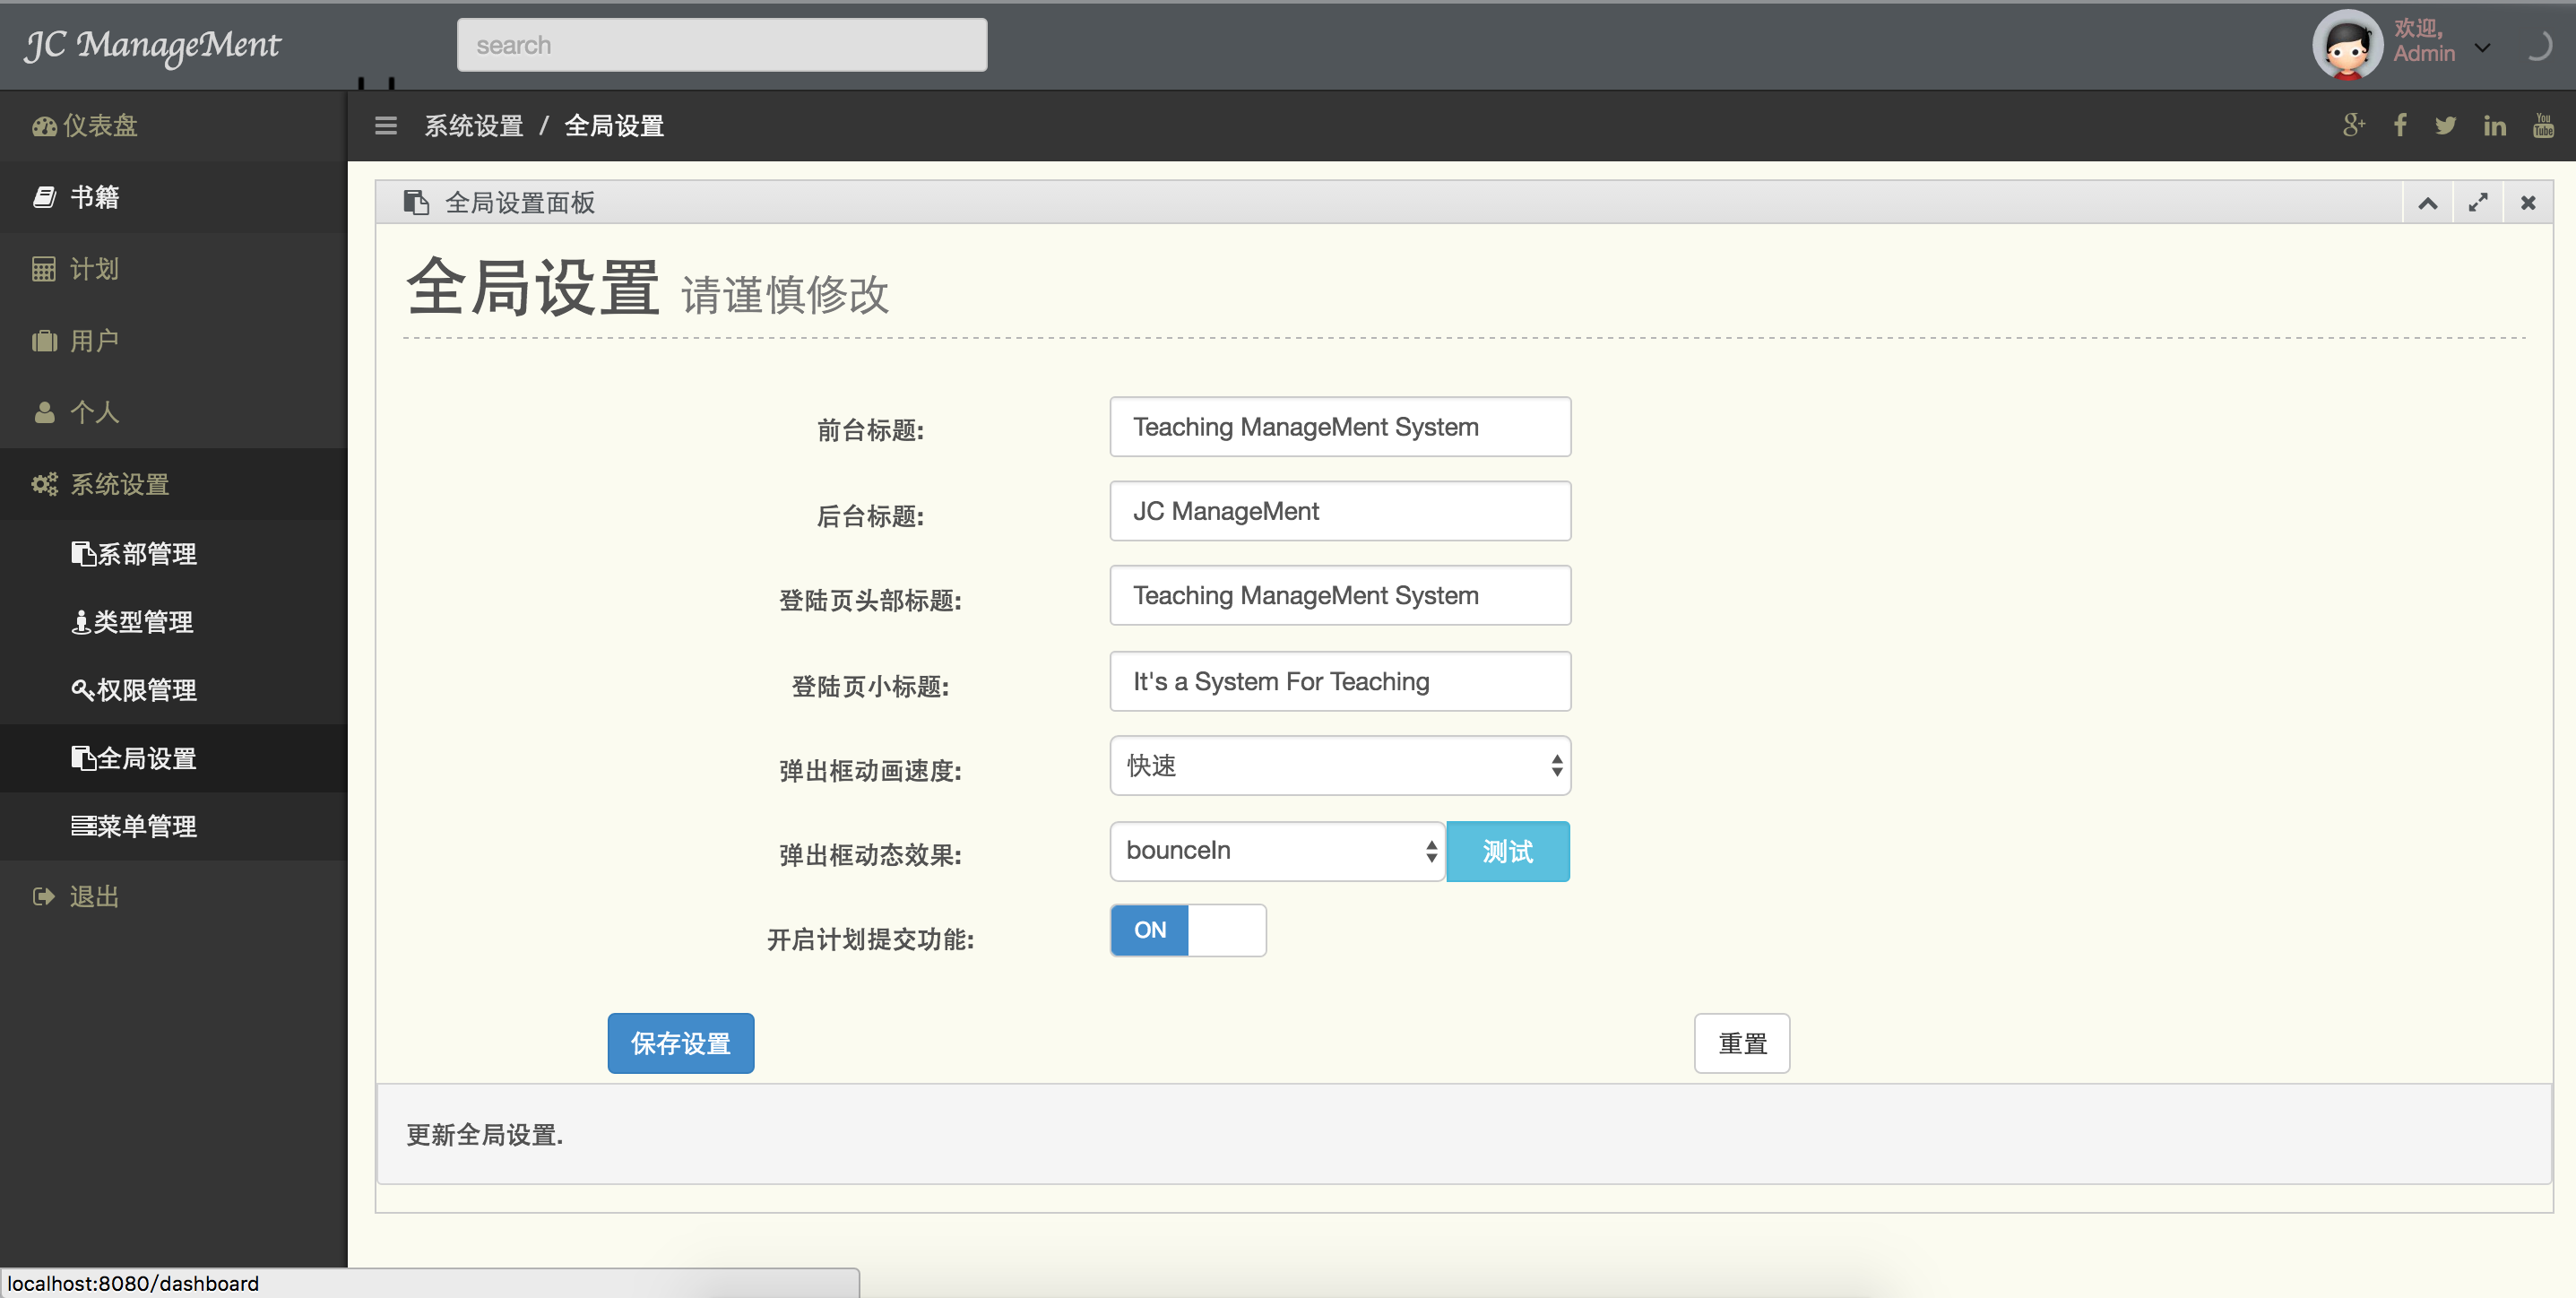 JC ManageMent
search
欢迎,
Admin
仪表盘
书籍
计划
用户
个人
系统设置
系部管理
类型管理
权限管理
全局设置
菜单管理
退出
系统设置 / 全局设置
全局设置面板
全局设置 请谨慎修改
前台标题: Teaching ManageMent System
后台标题: JC ManageMent
登陆页头部标题: Teaching ManageMent System
登陆页小标题: It's a System For Teaching
弹出框动画速度: 快速
弹出框动态效果: bounceIn 测试
开启计划提交功能: ON
保存设置 重置
更新全局设置.
localhost:8080/dashboard